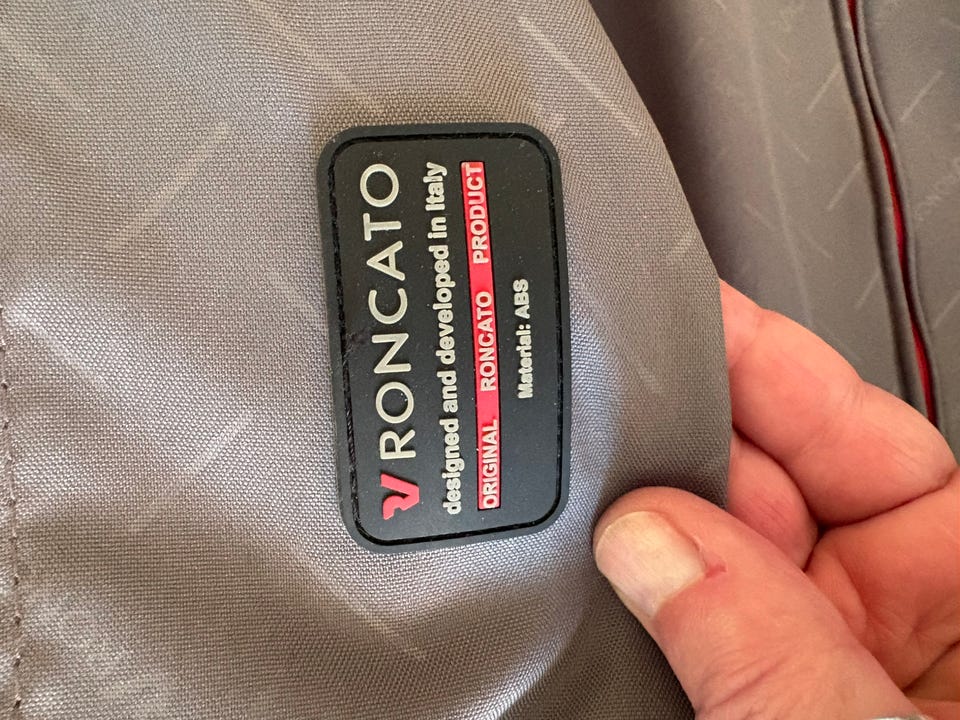 RONCATO
designed and developed in Italy
ORIGINAL RONCATO PRODUCT
Material: ABS